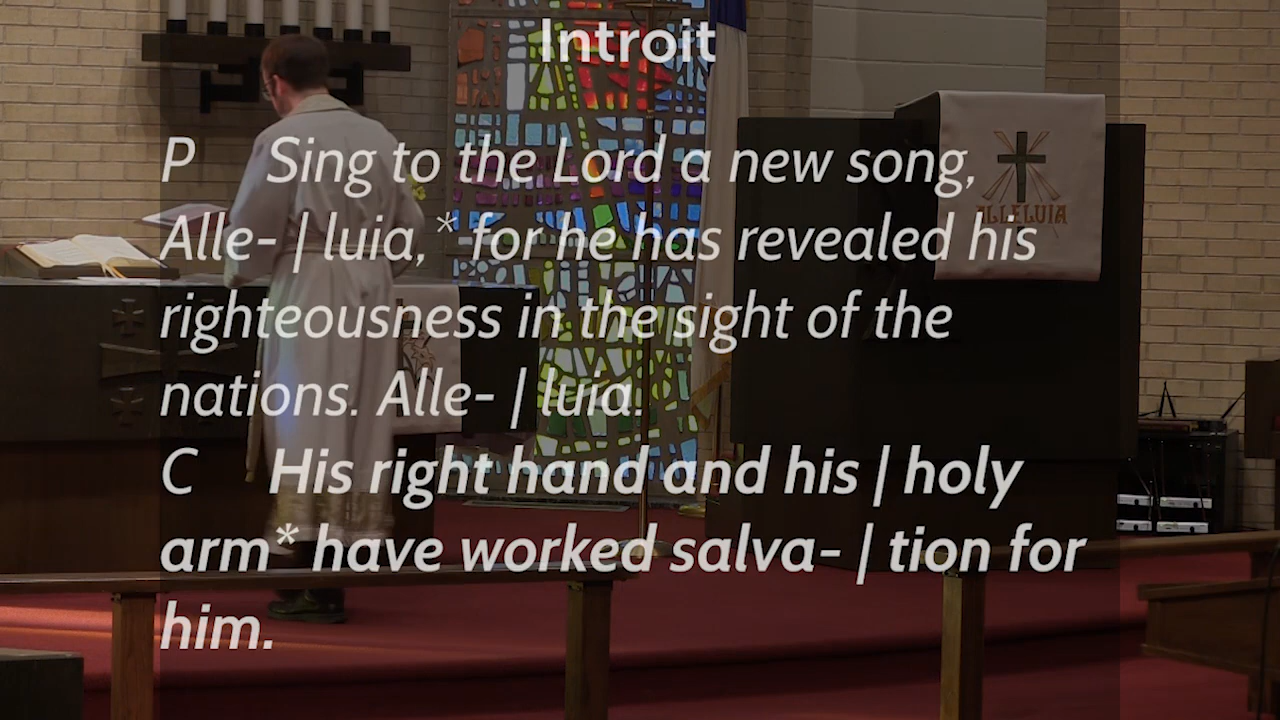 Introit
P Sing to the Lord a new song,
Alle- | luia, * for he has revealed his
righteousness in the sight of the
nations. Alle- | luia.
C His right hand and his | holy
arm* have worked salva- | tion for
him.
ALLELUIA